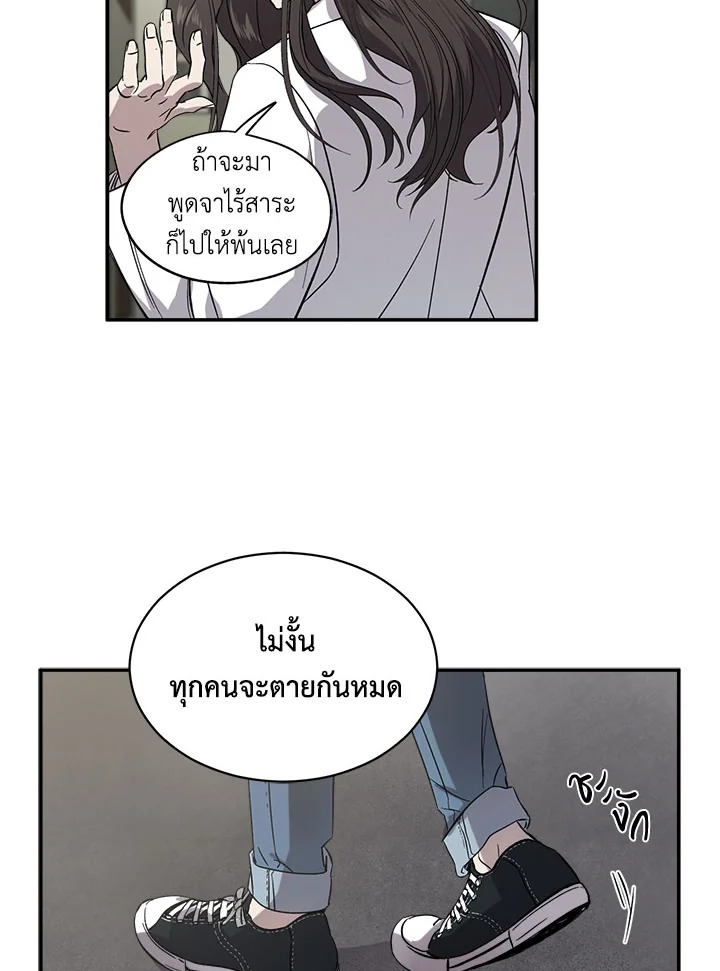 ถ้าจะมา
พูดจาไร้สาระ
ก็ไปให้พ้นเลย
ไม่งั้น
ทุกคนจะตายกันหมด
ชะงัก